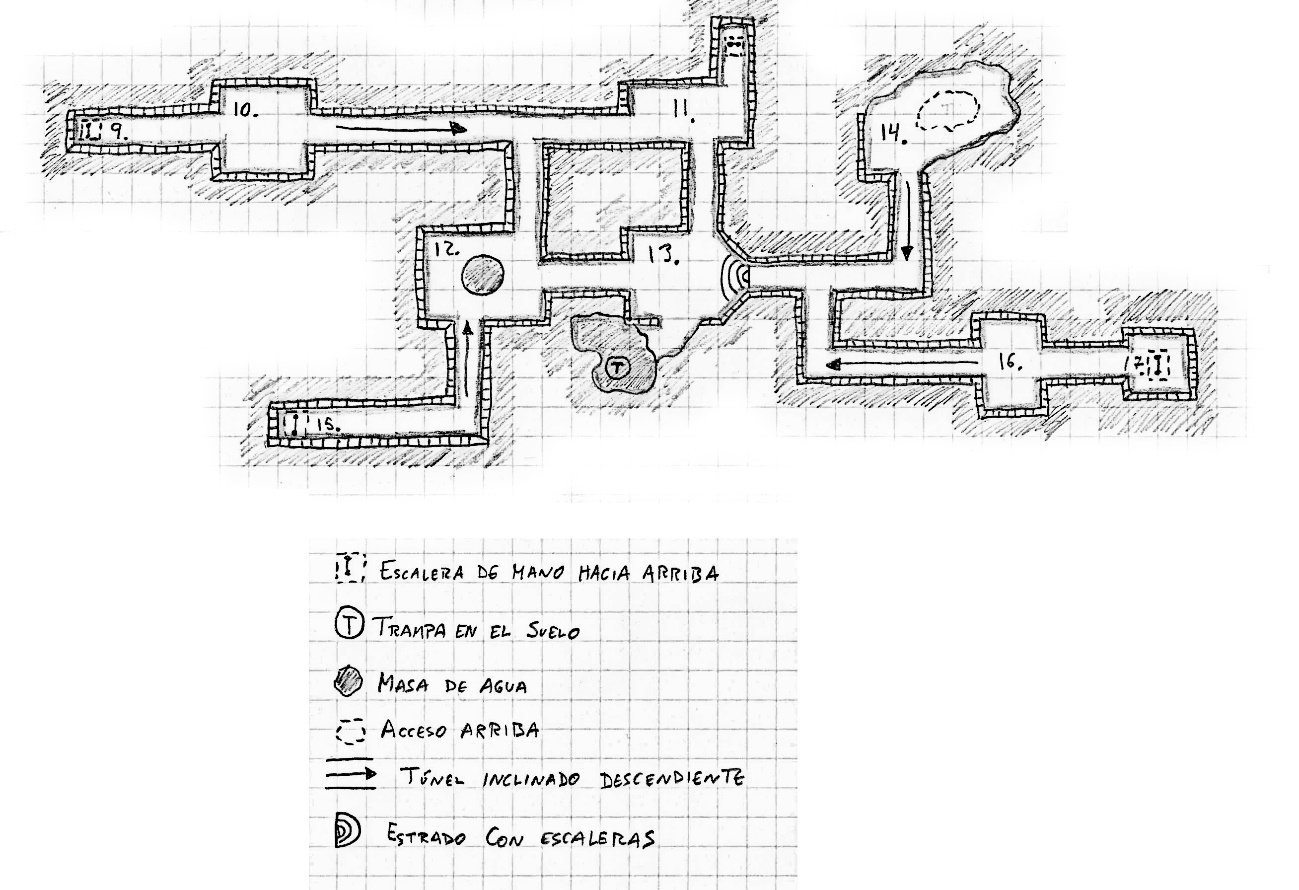 9.
10.
11.
12.
13.
14.
15.
16.
17.
T
ESCALERA DE MANO HACIA ARRIBA
T TRAMPA EN EL SUELO
MASA DE AGUA
ACCESO ARRIBA
TÚNEL INCLINADO DESCENDIENTE
ESTRADO CON ESCALERAS